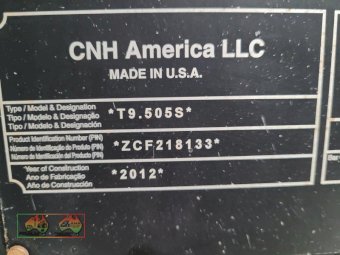 CNH America LLC
MADE IN U.S.A.
Type / Model & Designation
Tipo / Modelo & Designação
Tipo / Modelo & Designación
*T9.505S*
Product Identification Number (PIN)
Número de Identificação do Produto (PIN)
Número de Identificación del Producto (PIN)
*ZCF218133*
Year of Construction
Ano de Fabricação
Año de Construcción
*2012*